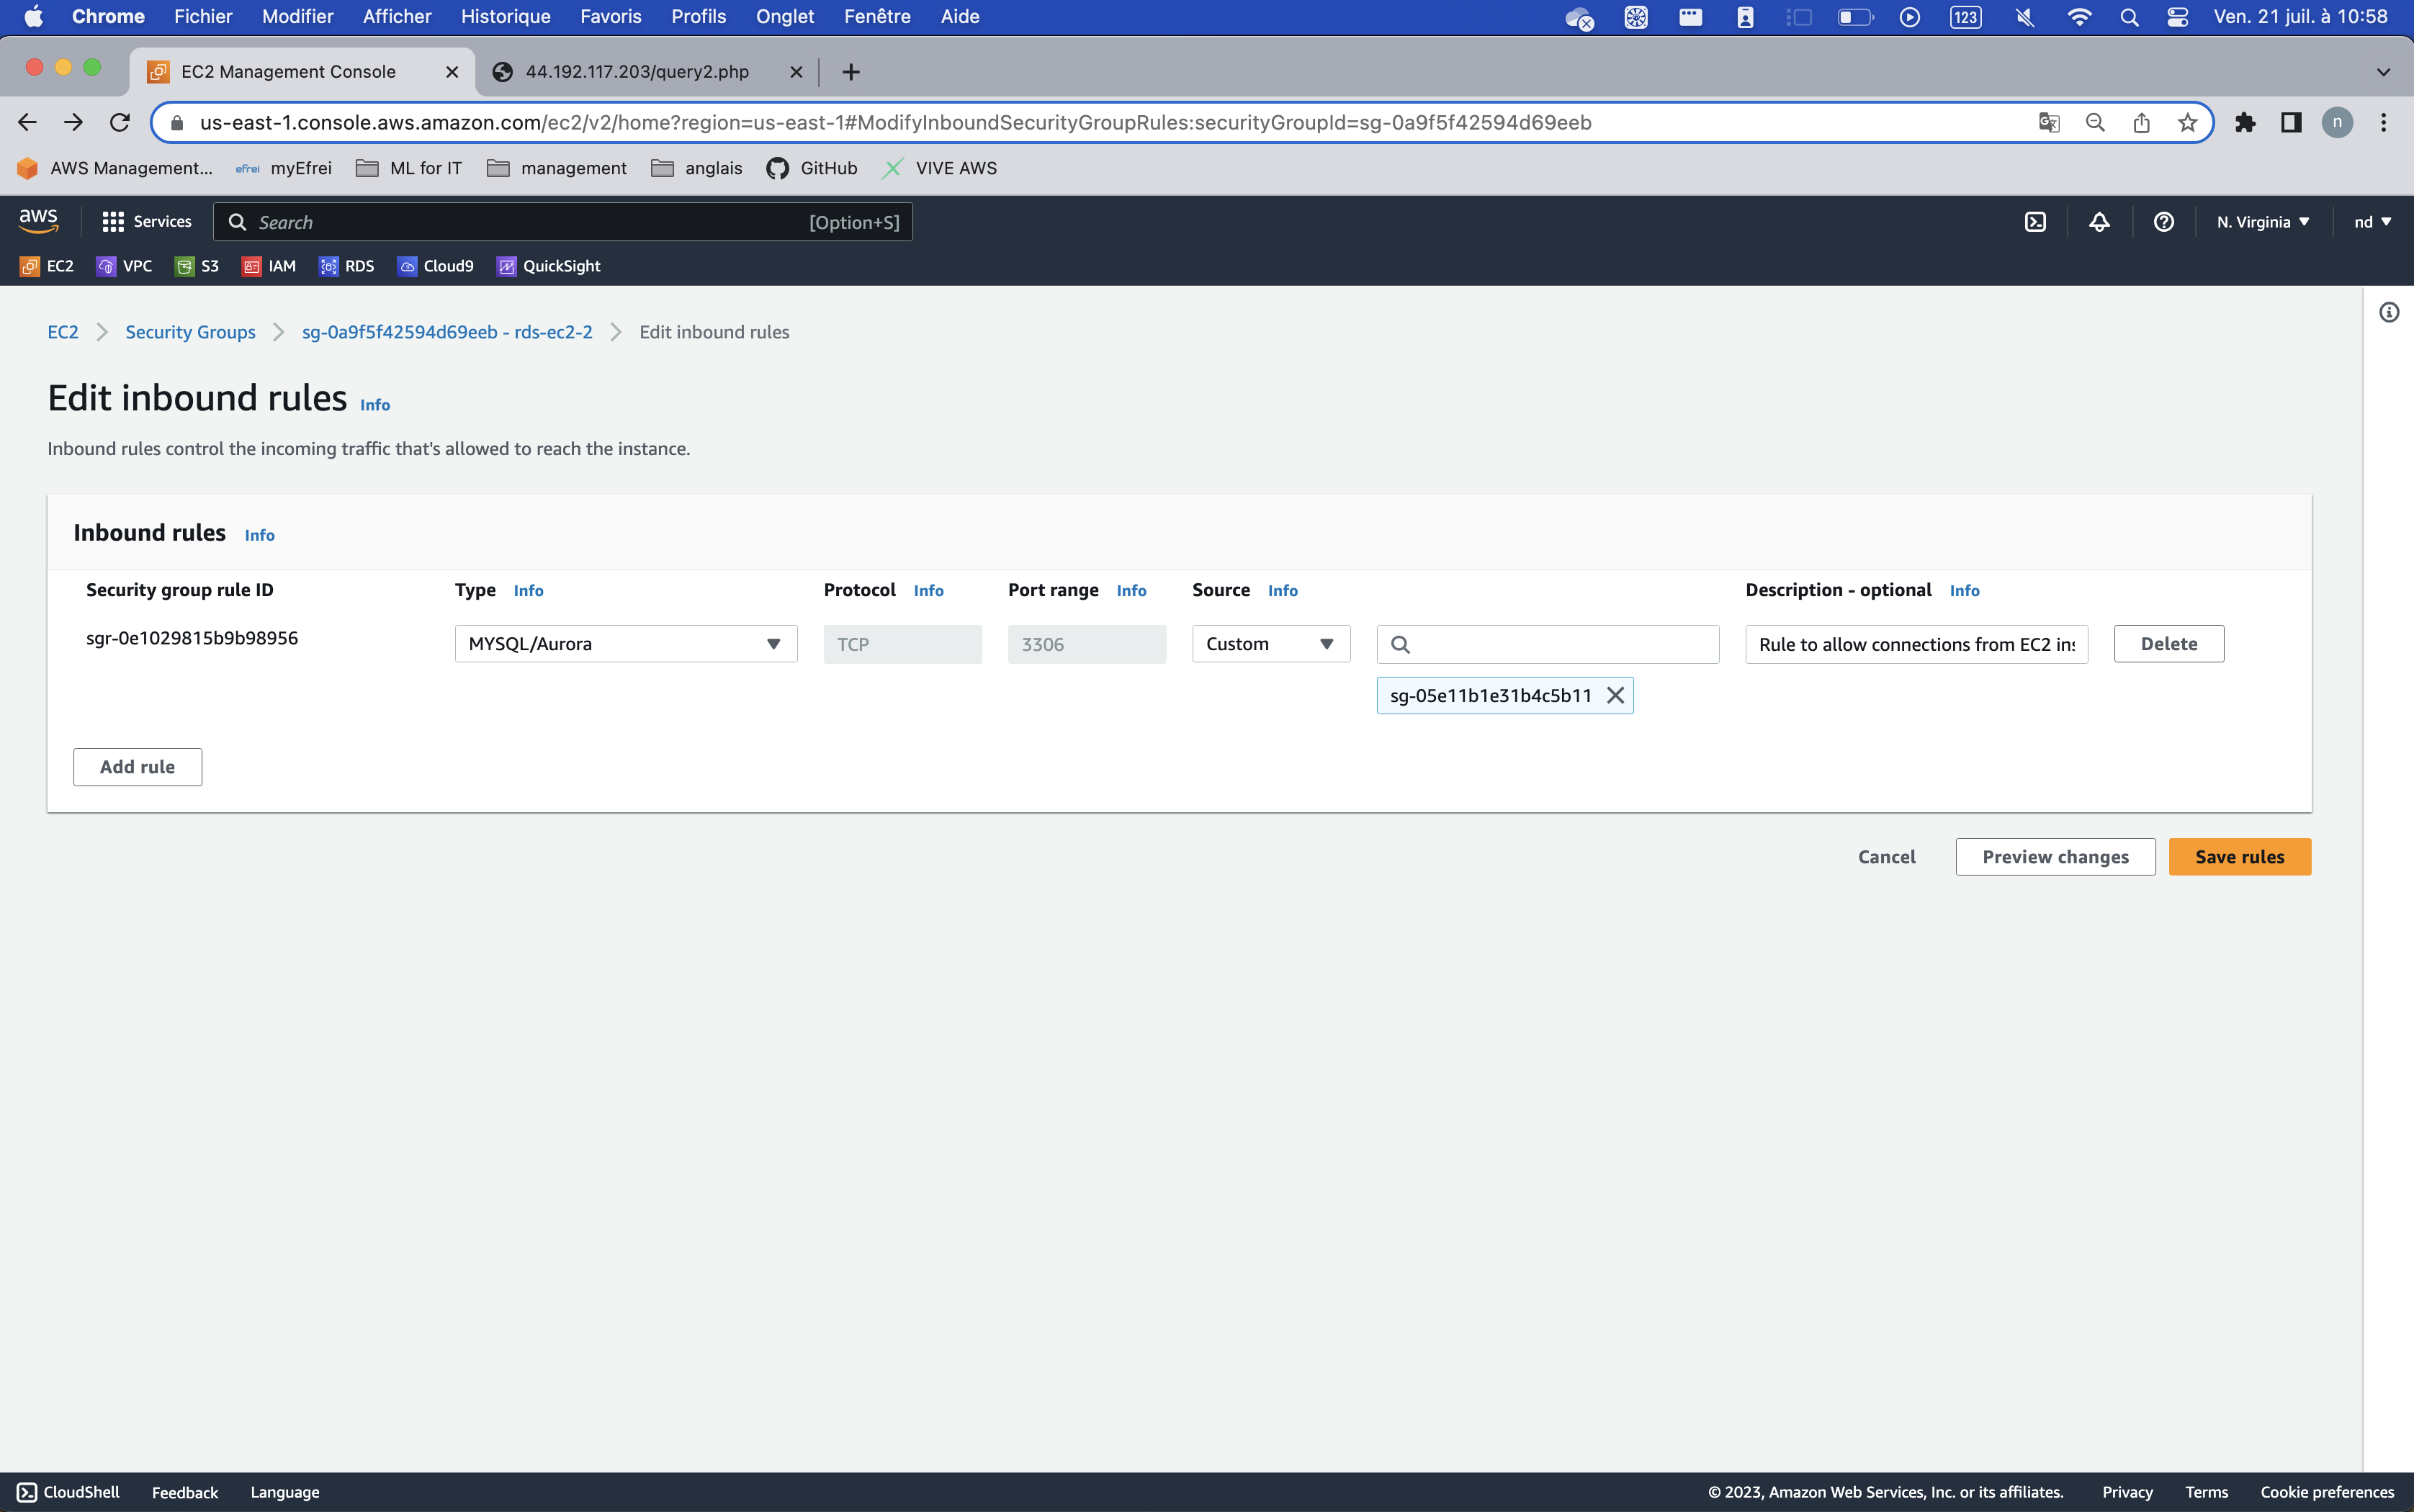 Chrome Fichier Modifier Afficher Historique Favoris Profils Onglet Fenêtre Aide 123 Ven. 21 juil. à 10:58
EC2 Management Console 44.192.117.203/query2.php
us-east-1.console.aws.amazon.com/ec2/v2/home?region=us-east-1#ModifyInboundSecurityGroupRules:securityGroupId=sg-0a9f5f42594d69eeb n
AWS Management... efrei myEfrei ML for IT management anglais GitHub VIVE AWS
aws Services Search [Option+S] N. Virginia nd
EC2 VPC S3 IAM RDS Cloud9 QuickSight
EC2 Security Groups sg-0a9f5f42594d69eeb - rds-ec2-2 Edit inbound rules
Edit inbound rules Info
Inbound rules control the incoming traffic that's allowed to reach the instance.
Inbound rules Info
Security group rule ID Type Info Protocol Info Port range Info Source Info Description - optional Info
sgr-0e1029815b9b98956 MYSQL/Aurora TCP 3306 Custom Rule to allow connections from EC2 ins Delete
sg-05e11b1e31b4c5b11
Add rule
Cancel Preview changes Save rules
CloudShell Feedback Language © 2023, Amazon Web Services, Inc. or its affiliates. Privacy Terms Cookie preferences